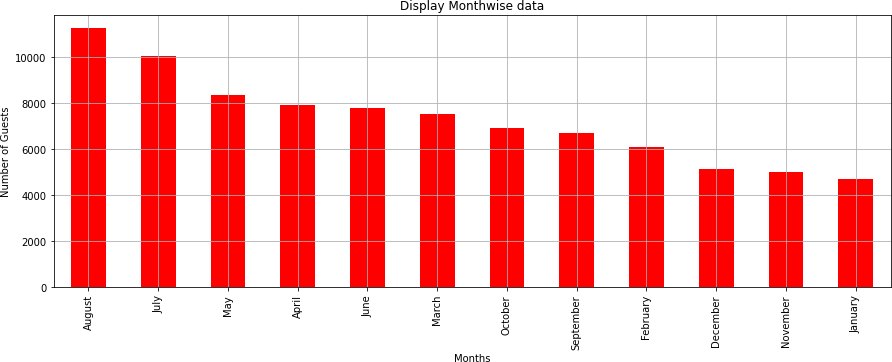 Display Monthwise data
Number of Guests
10000
8000
6000
4000
2000
0
August
July
May
April
June
March
October
September
February
December
November
January
Months